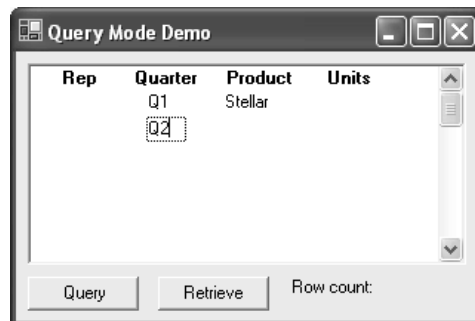 Query Mode Demo
Rep Quarter Product Units
Q1 Stellar
Q2
Query Retrieve Row count: